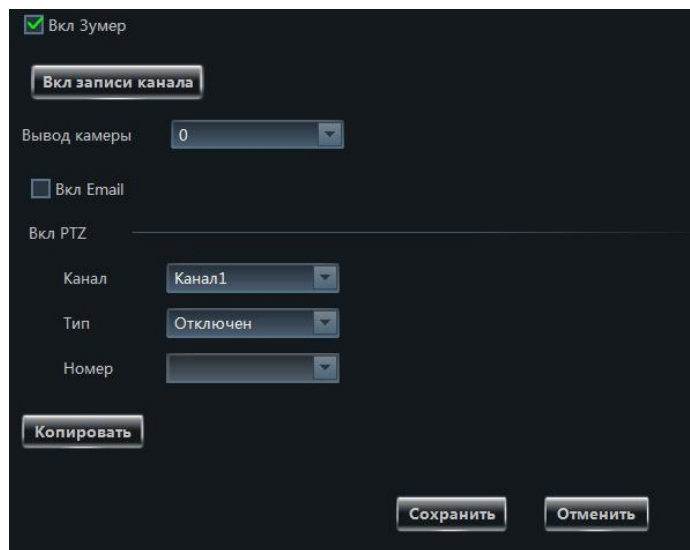 Вкл Зумер
Вкл записи канала
Вывод камеры 0
Вкл Email
Вкл PTZ
Канал Канал1
Тип Отключен
Номер
Копировать
Сохранить Отменить